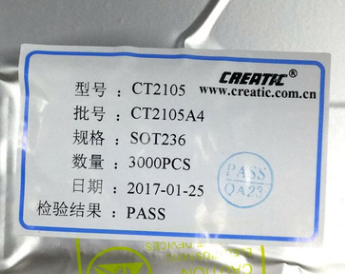 CREATIC®
www.creatic.com.cn
型号：CT2105
批号：CT2105A4
规格：SOT236
数量：3000PCS
日期：2017-01-25
检验结果：PASS
PASS
QA23